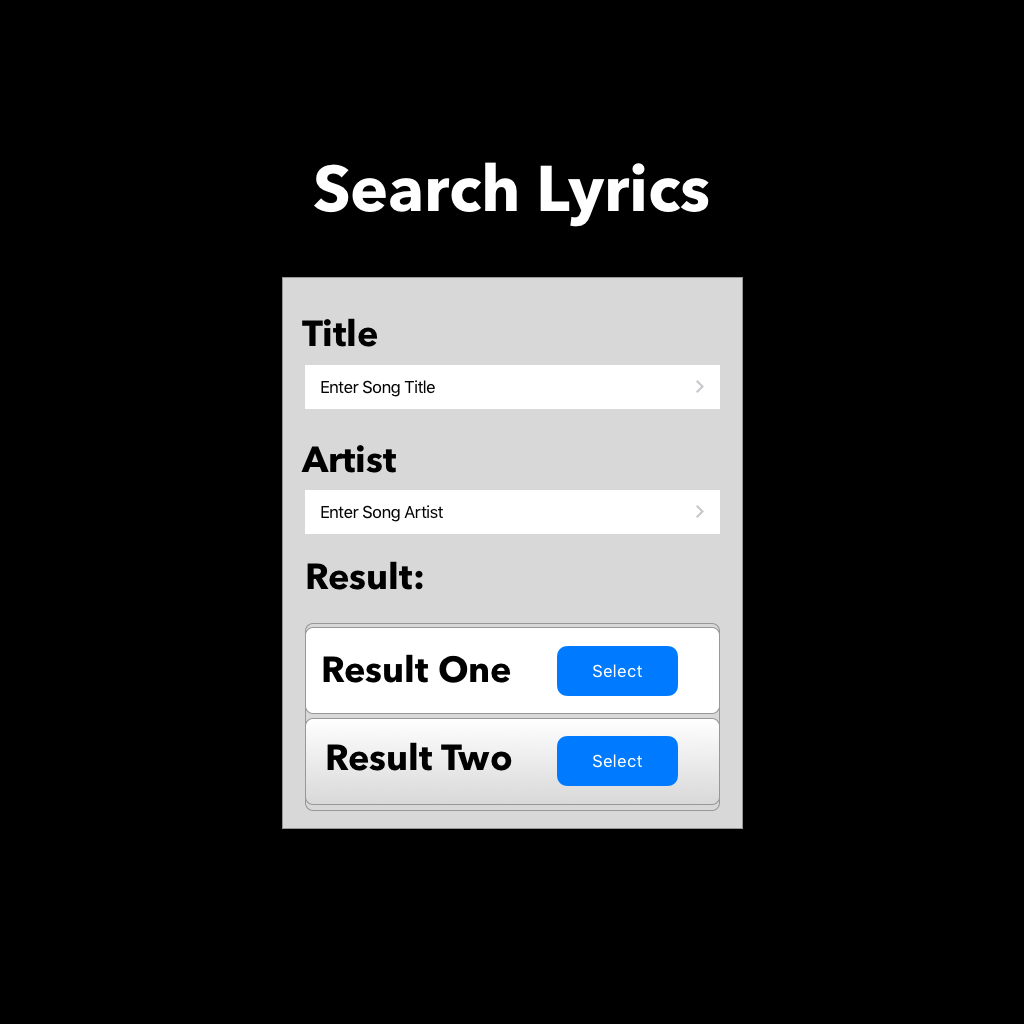 Search Lyrics
Title
Enter Song Title
Artist
Enter Song Artist
Result:
Result One
Select
Result Two
Select